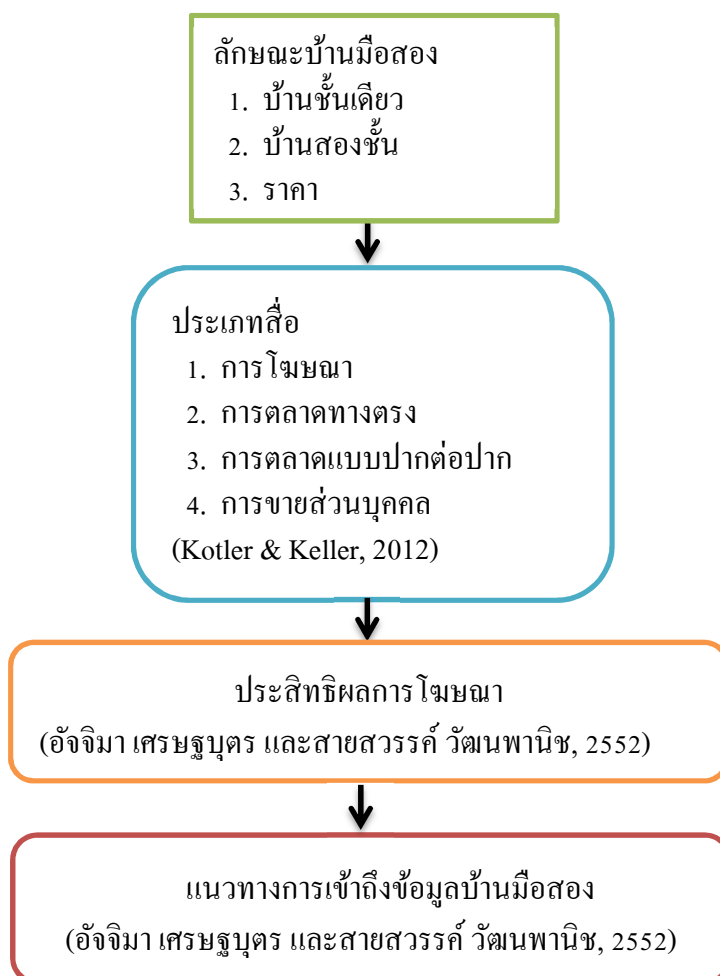 ลักษณะบ้านมือสอง
1. บ้านชั้นเดียว
2. บ้านสองชั้น
3. ราคา
ประเภทสื่อ
1. การโฆษณา
2. การตลาดทางตรง
3. การตลาดแบบปากต่อปาก
4. การขายส่วนบุคคล
(Kotler & Keller, 2012)
ประสิทธิผลการโฆษณา
(อัจจิมา เศรษฐบุตร และสายสวรรค์ วัฒนพานิช, 2552)
แนวทางการเข้าถึงข้อมูลบ้านมือสอง
(อัจจิมา เศรษฐบุตร และสายสวรรค์ วัฒนพานิช, 2552)